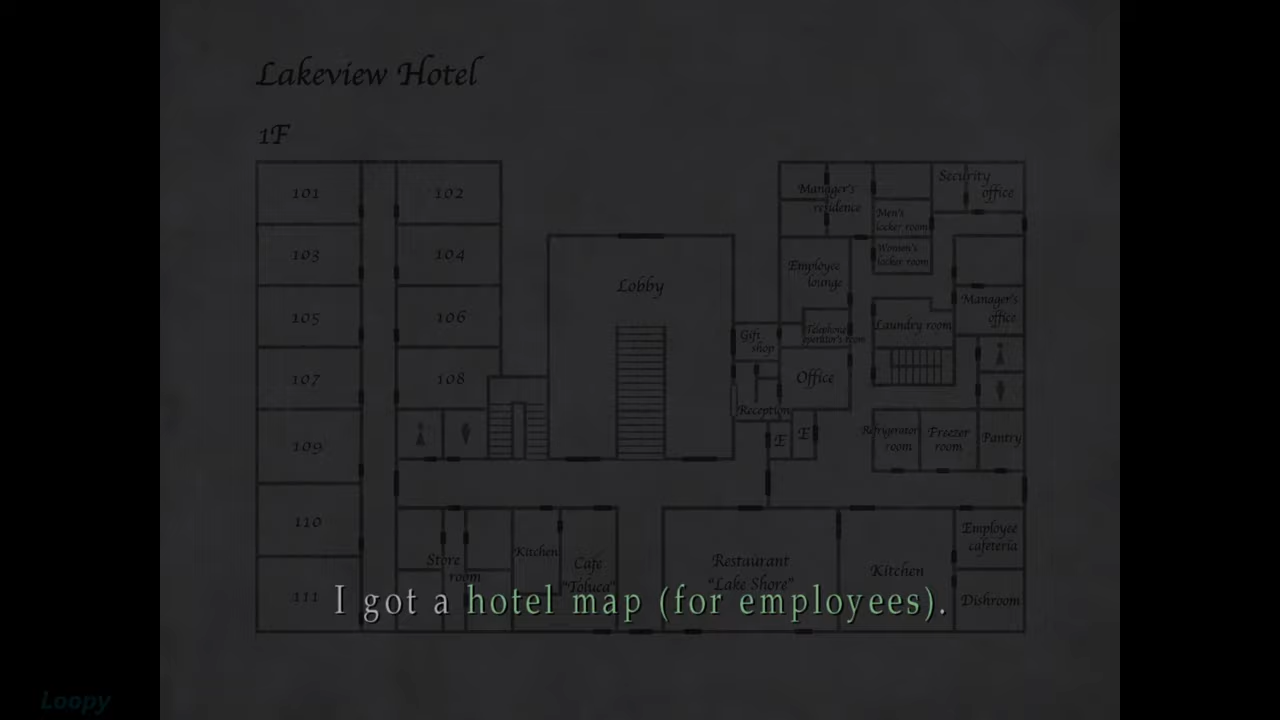 Lakeview Hotel
1F
101
102
Manager's
residence
Security
office
Men's
locker room
103
104
Women's
locker room
Lobby
Employee
lounge
105
106
Manager's
office
Laundry room
Telephone
operator's room
Gift
shop
107
108
Office
Reception
109
E
E
Refrigerator
room
Freezer
room
Pantry
110
Store
room
Kitchen
Cafe
"Toluca"
Restaurant
"Lake Shore"
Kitchen
Employee
cafeteria
111
Dishroom
I got a hotel map (for employees).
Loopy